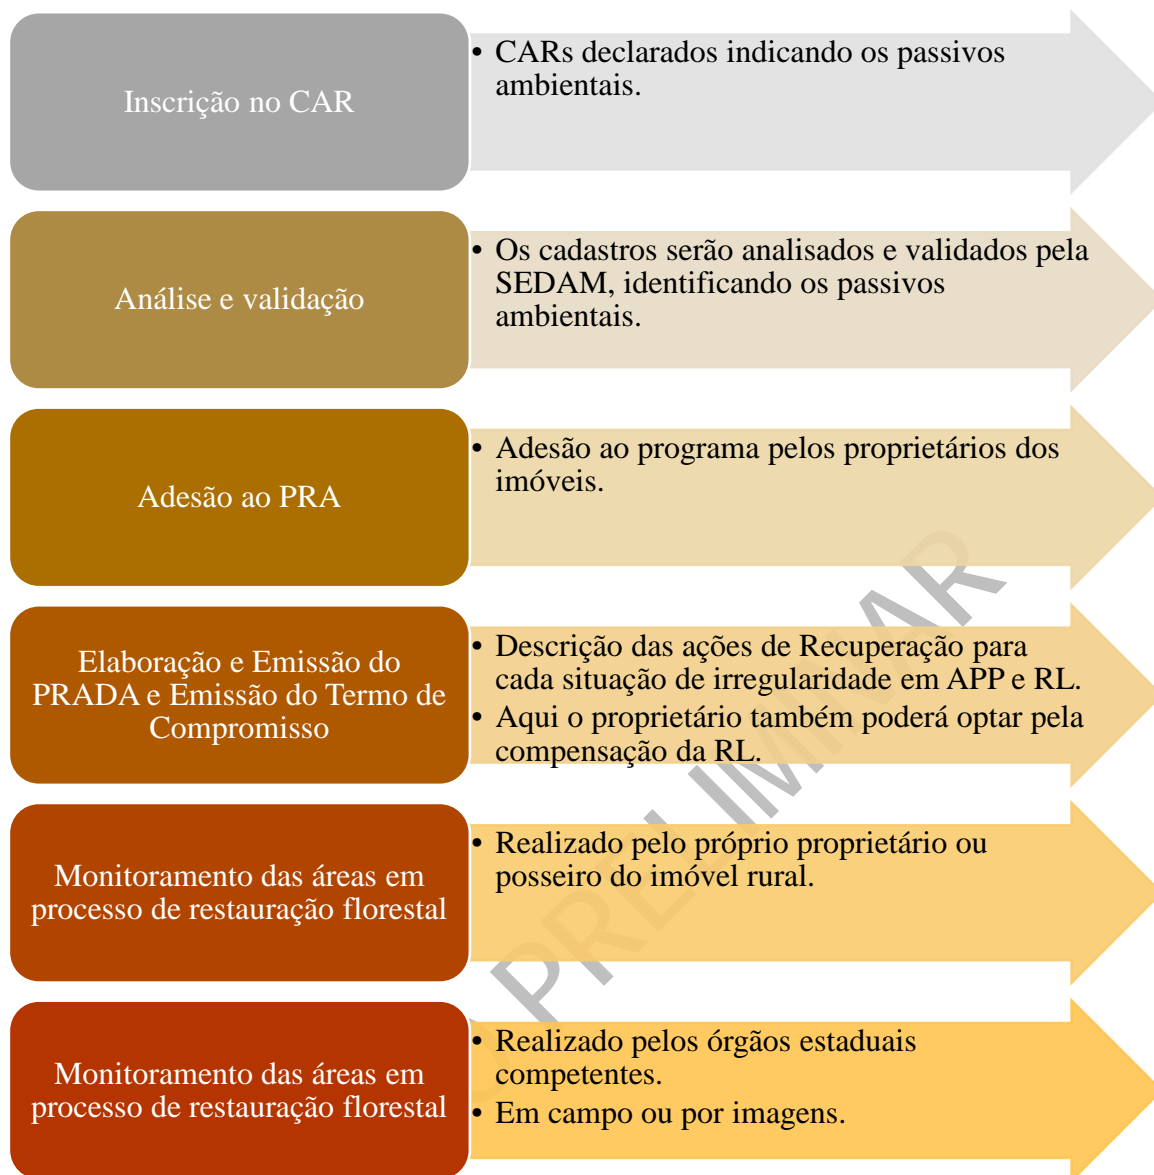 Inscrição no CAR
• CARs declarados indicando os passivos
ambientais.
Análise e validação
• Os cadastros serão analisados e validados pela
SEDAM, identificando os passivos
ambientais.
Adesão ao PRA
• Adesão ao programa pelos proprietários dos
imóveis.
Elaboração e Emissão do
PRADA e Emissão do Termo de
Compromisso
• Descrição das ações de Recuperação para
cada situação de irregularidade em APP e RL.
• Aqui o proprietário também poderá optar pela
compensação da RL.
Monitoramento das áreas em
processo de restauração florestal
• Realizado pelo próprio proprietário ou
posseiro do imóvel rural.
Monitoramento das áreas em
processo de restauração florestal
• Realizado pelos órgãos estaduais
competentes.
• Em campo ou por imagens.
PRELIMINAR